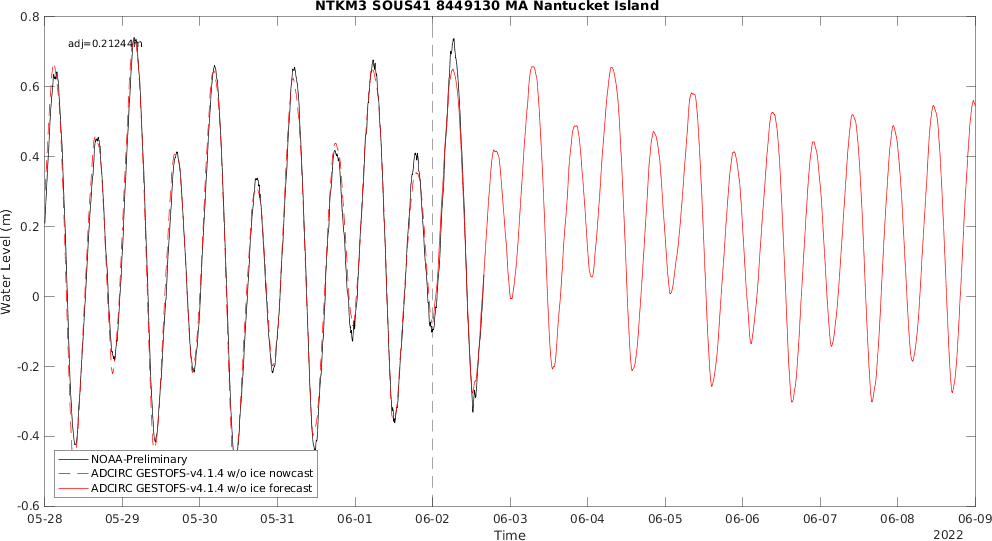 NTKM3 SOUS41 8449130 MA Nantucket Island
adj=0.21244m
Water Level (m)
0.8
0.6
0.4
0.2
0
-0.2
-0.4
-0.6
NOAA-Preliminary
ADCIRC GESTOFS-v4.1.4 w/o ice nowcast
ADCIRC GESTOFS-v4.1.4 w/o ice forecast
05-28 05-29 05-30 05-31 06-01 06-02 06-03 06-04 06-05 06-06 06-07 06-08 06-09
Time
2022